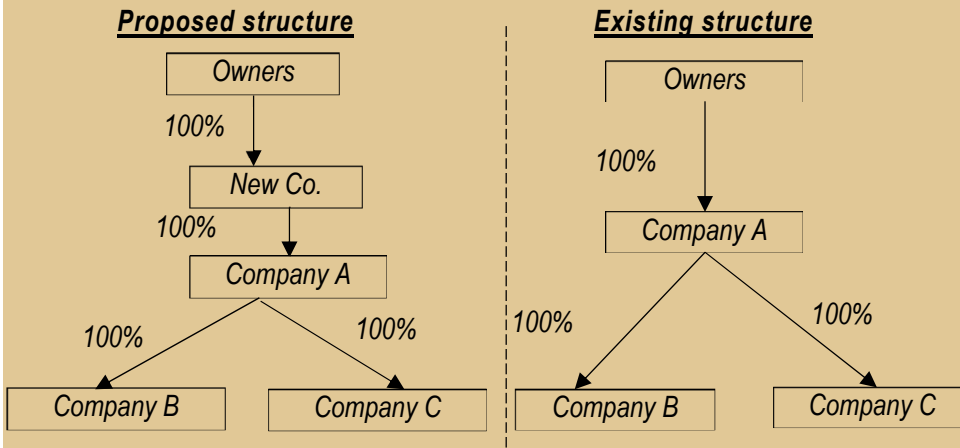 Proposed structure
Owners
100%
New Co.
100%
Company A
100%
100%
Company B
Company C
Existing structure
Owners
100%
Company A
100%
100%
Company B
Company C